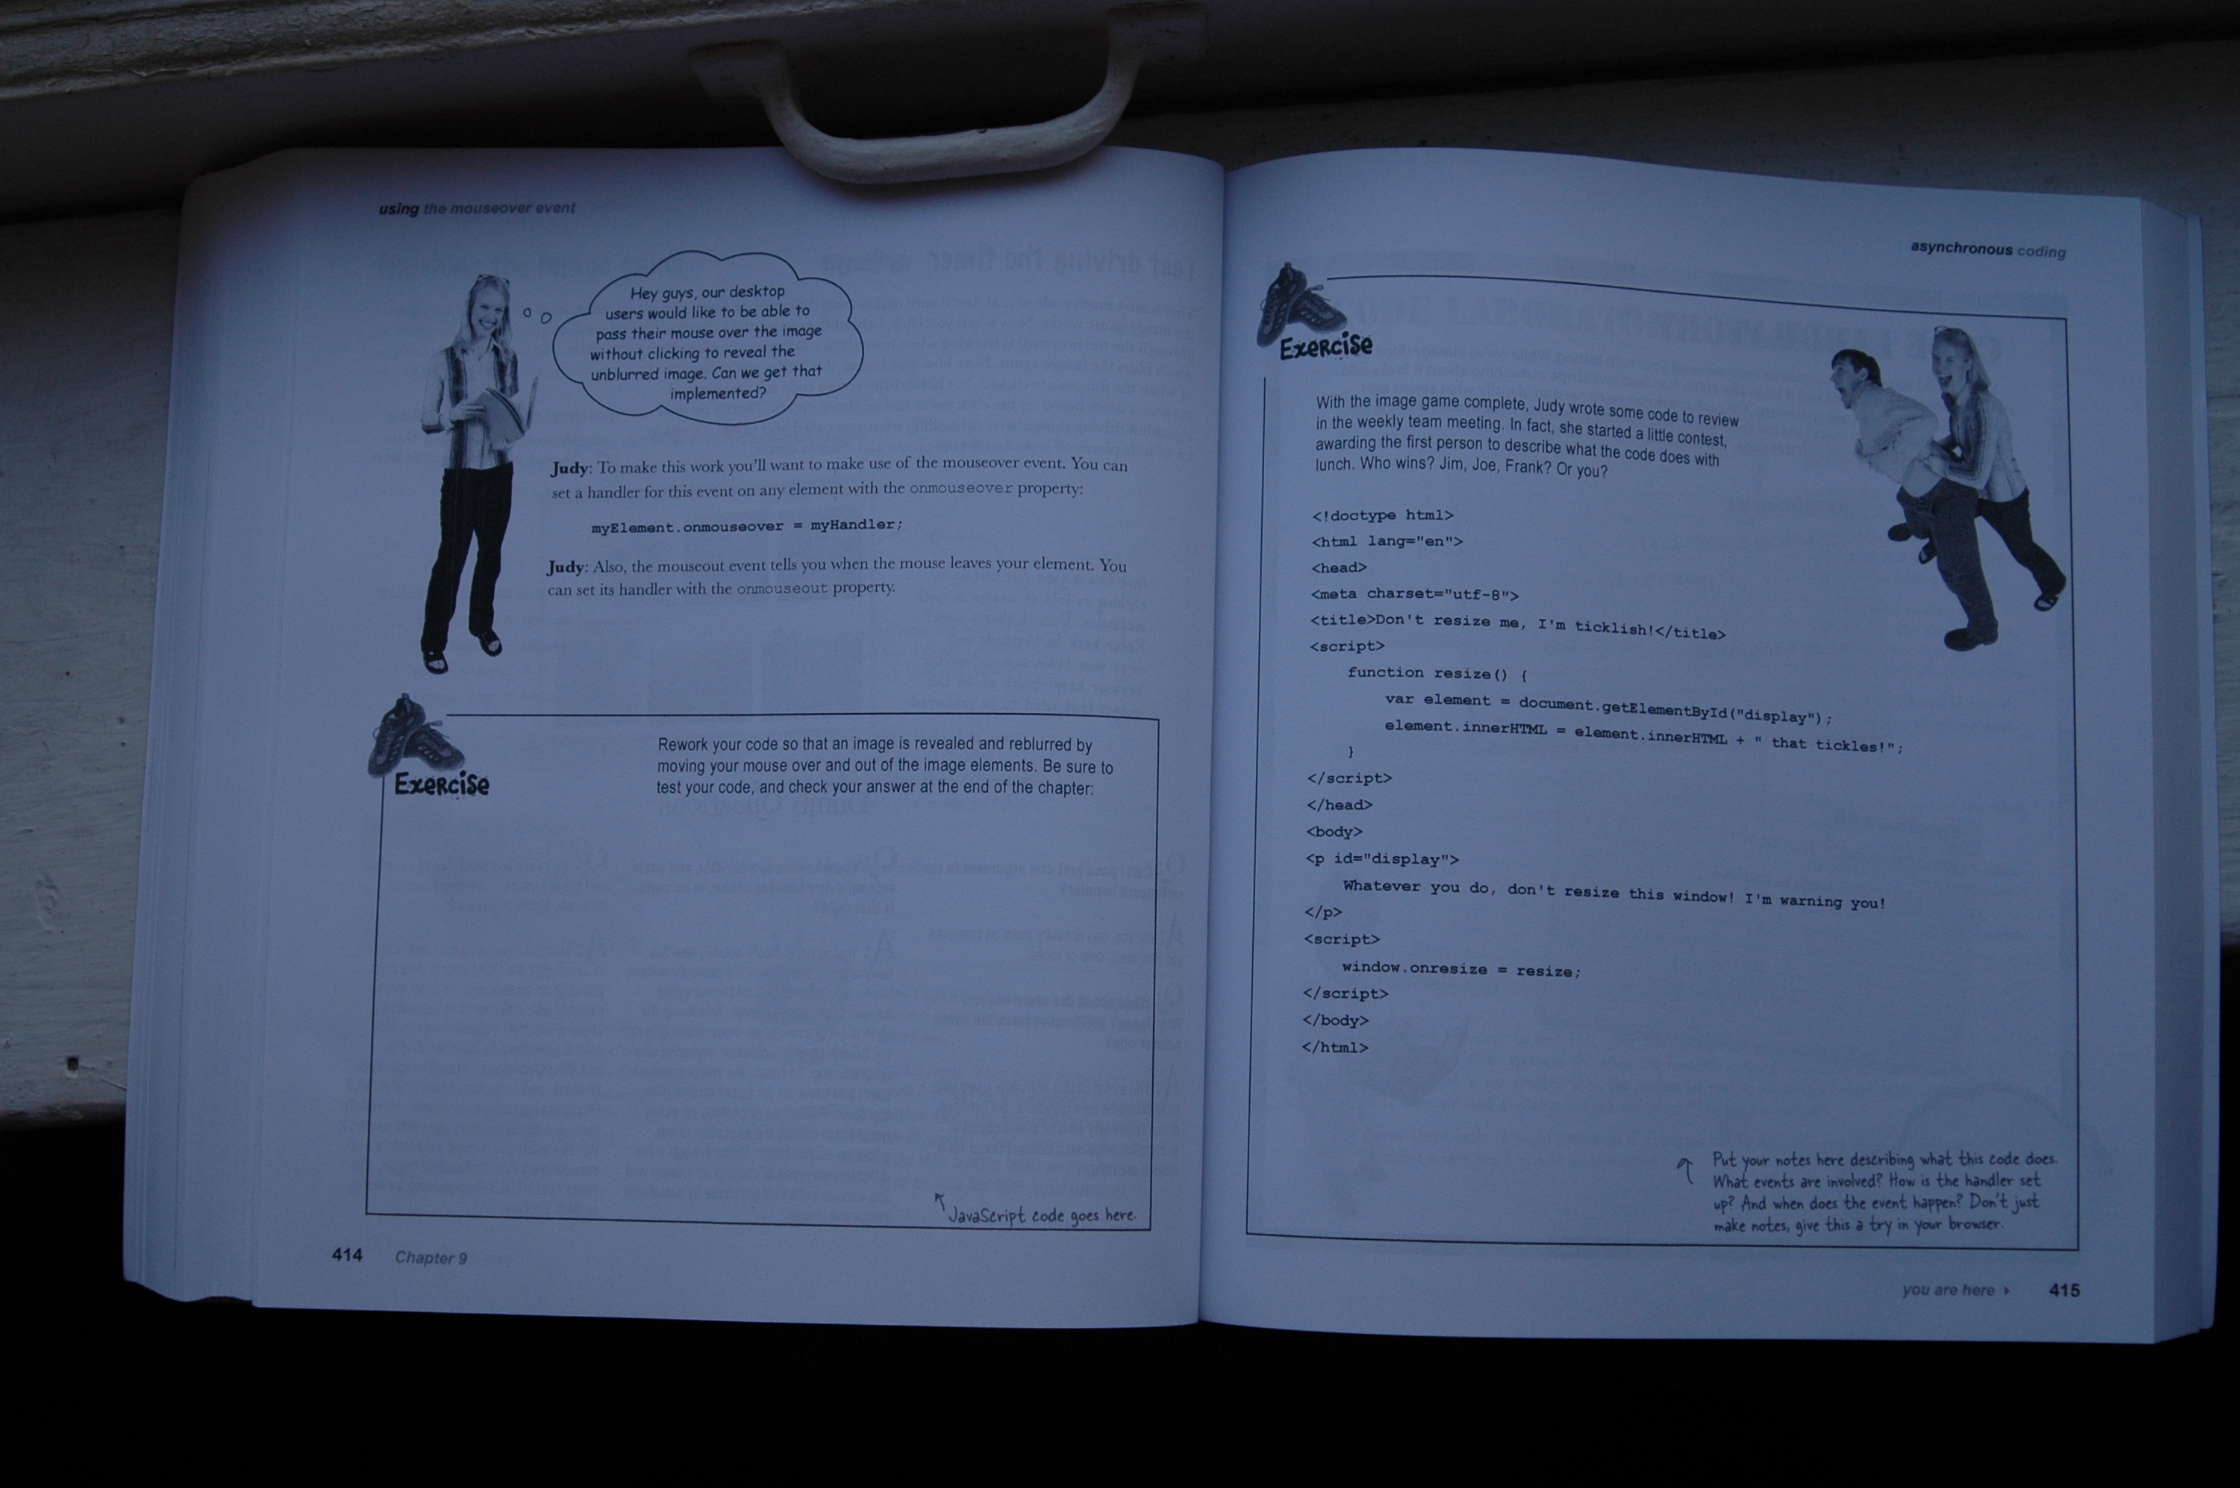 using the mouseover event
Hey guys, our desktop
users would like to be able to
pass their mouse over the image
without clicking to reveal the
unblurred image. Can we get that
implemented?
Judy: To make this work you'll want to make use of the mouseover event. You can
set a handler for this event on any element with the onmouseover property:
myElement.onmouseover = myHandler;
Judy: Also, the mouseout event tells you when the mouse leaves your element. You
can set its handler with the onmouseout property.
Exercise
Rework your code so that an image is revealed and reblurred by
moving your mouse over and out of the image elements. Be sure to
test your code, and check your answer at the end of the chapter:
JavaScript code goes here.
414 Chapter 9
asynchronous coding
Exercise
With the image game complete, Judy wrote some code to review
in the weekly team meeting. In fact, she started a little contest,
awarding the first person to describe what the code does with
lunch. Who wins? Jim, Joe, Frank? Or you?
<!doctype html>
<html lang="en">
<head>
<meta charset="utf-8">
<title>Don't resize me, I'm ticklish!</title>
<script>
function resize() {
var element = document.getElementById("display");
element.innerHTML = element.innerHTML + " that tickles!";
}
</script>
</head>
<body>
<p id="display">
Whatever you do, don't resize this window! I'm warning you!
</p>
<script>
window.onresize = resize;
</script>
</body>
</html>
Put your notes here describing what this code does.
What events are involved? How is the handler set
up? And when does the event happen? Don't just
make notes, give this a try in your browser.
you are here › 415